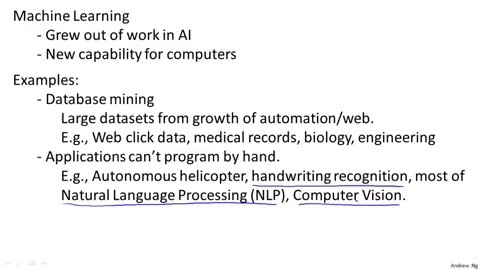 Machine Learning
- Grew out of work in AI
- New capability for computers
Examples:
- Database mining
Large datasets from growth of automation/web.
E.g., Web click data, medical records, biology, engineering
- Applications can't program by hand.
E.g., Autonomous helicopter, handwriting recognition, most of
Natural Language Processing (NLP), Computer Vision.
Andrew Ng